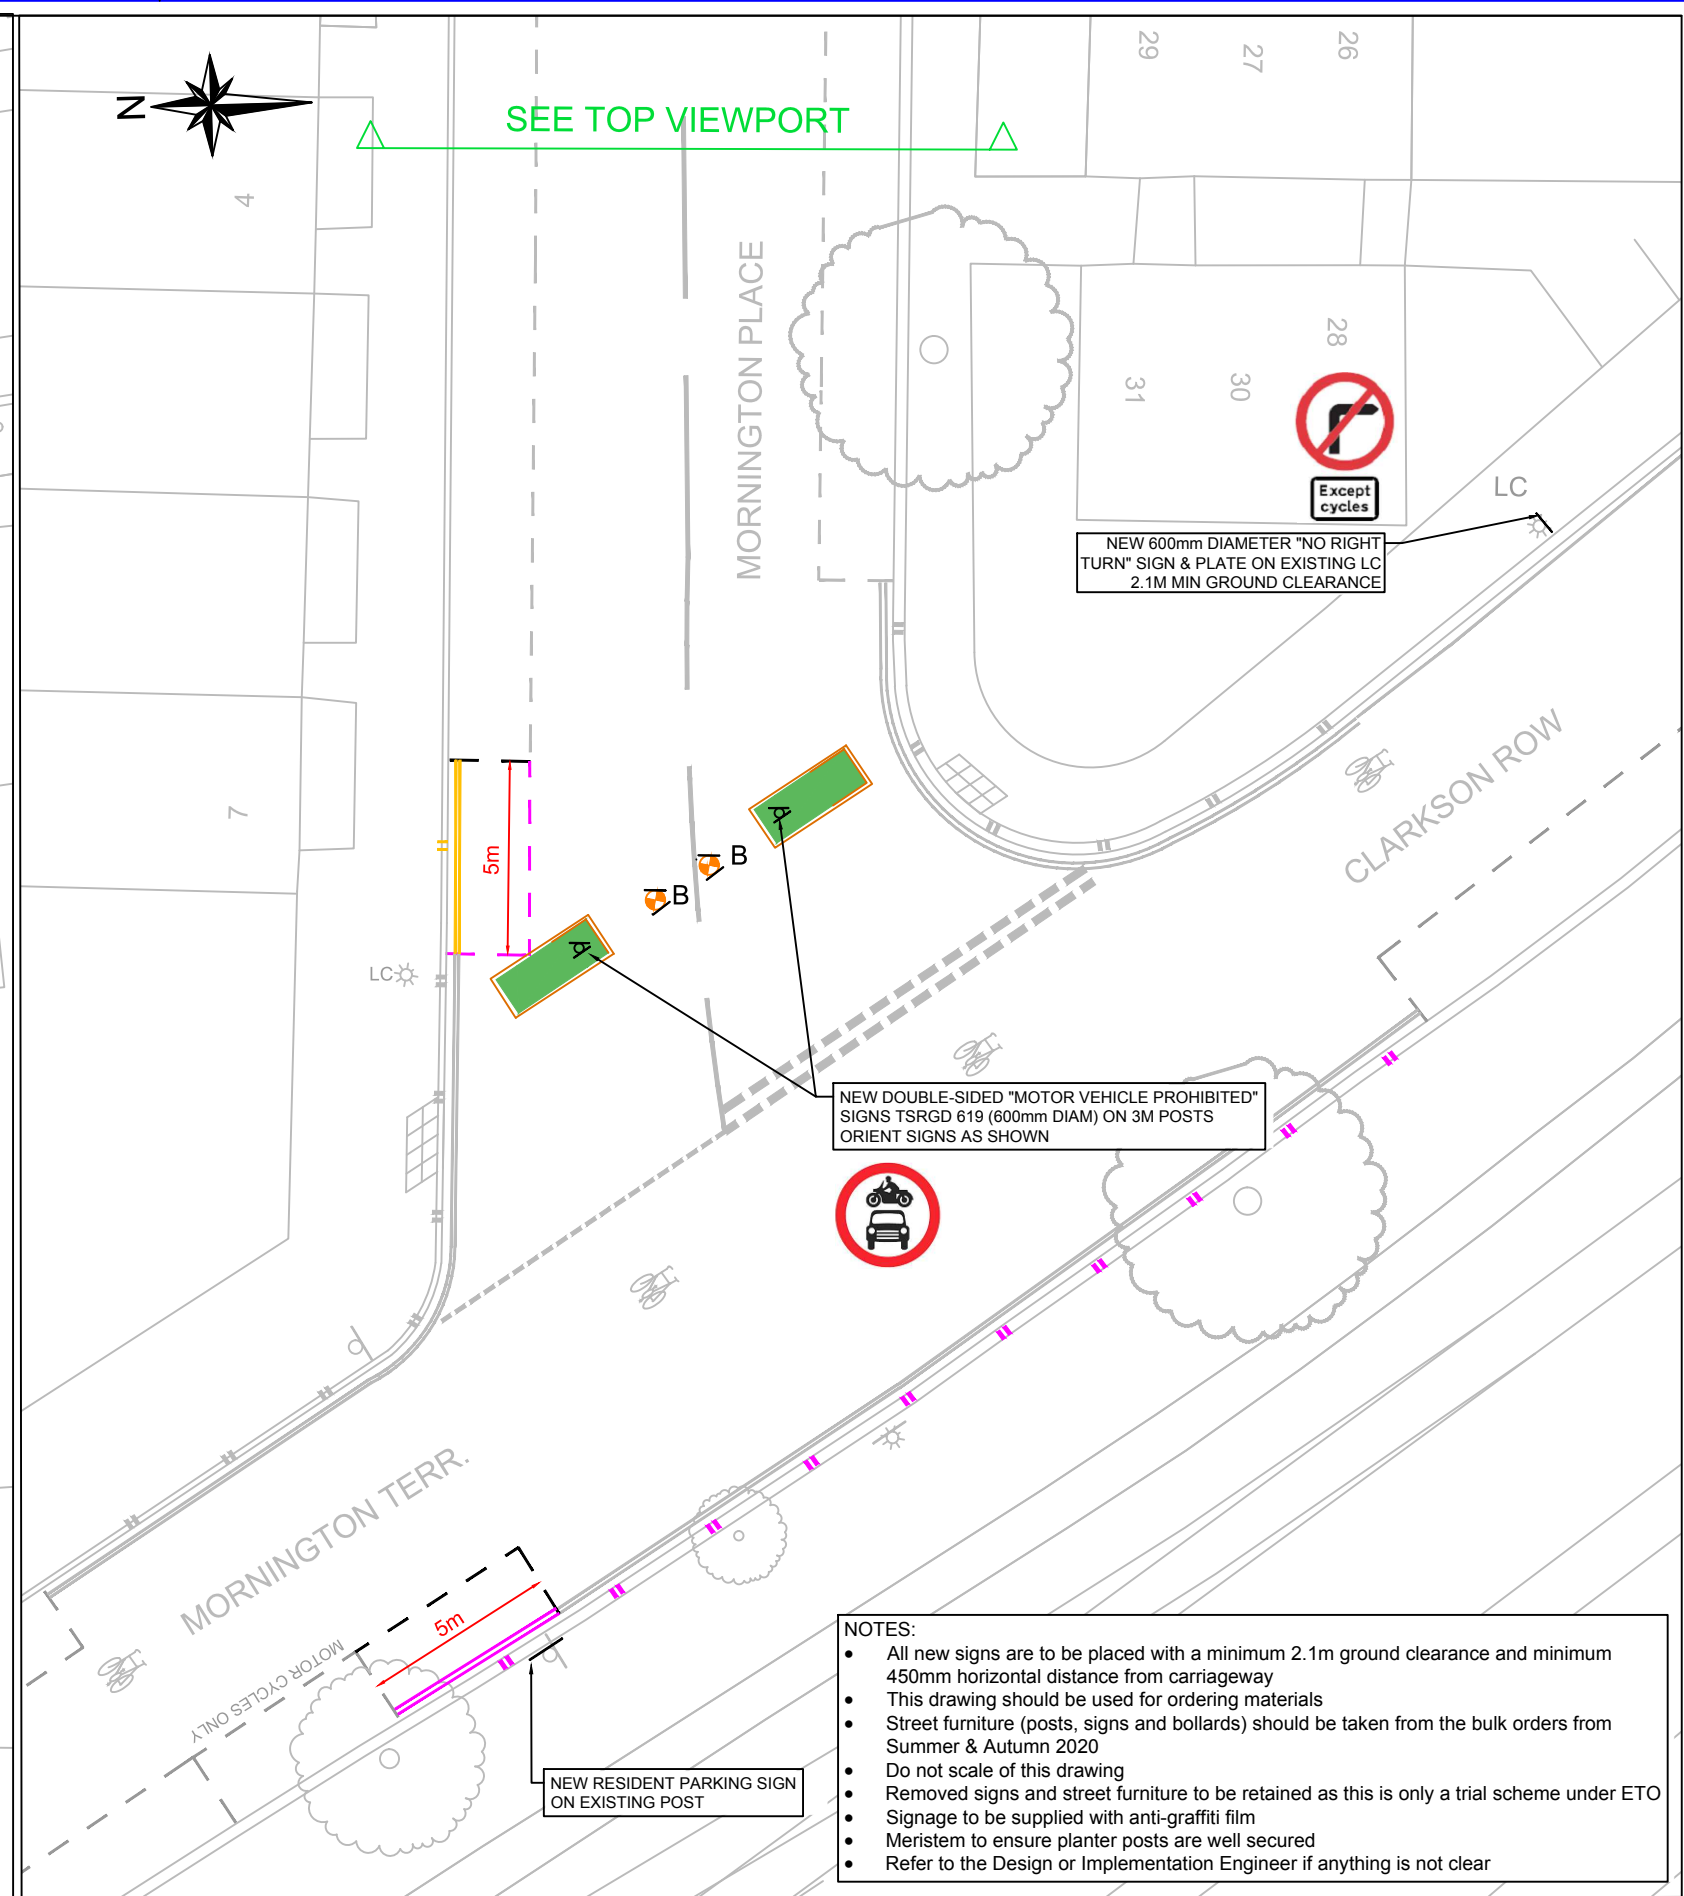 N
SEE TOP VIEWPORT
29
27
26
4
MORNINGTON PLACE
28
31
30
Except
cycles
LC
NEW 600mm DIAMETER "NO RIGHT
TURN" SIGN & PLATE ON EXISTING LC
2.1M MIN GROUND CLEARANCE
7
5m
B
B
CLARKSON ROW
LC
NEW DOUBLE-SIDED "MOTOR VEHICLE PROHIBITED"
SIGNS TSRGD 619 (600mm DIAM) ON 3M POSTS
ORIENT SIGNS AS SHOWN
MORNINGTON TERR.
5m
MOTOR CYCLES ONLY
NEW RESIDENT PARKING SIGN
ON EXISTING POST
NOTES:
• All new signs are to be placed with a minimum 2.1m ground clearance and minimum
450mm horizontal distance from carriageway
• This drawing should be used for ordering materials
• Street furniture (posts, signs and bollards) should be taken from the bulk orders from
Summer & Autumn 2020
• Do not scale of this drawing
• Removed signs and street furniture to be retained as this is only a trial scheme under ETO
• Signage to be supplied with anti-graffiti film
• Meristem to ensure planter posts are well secured
• Refer to the Design or Implementation Engineer if anything is not clear